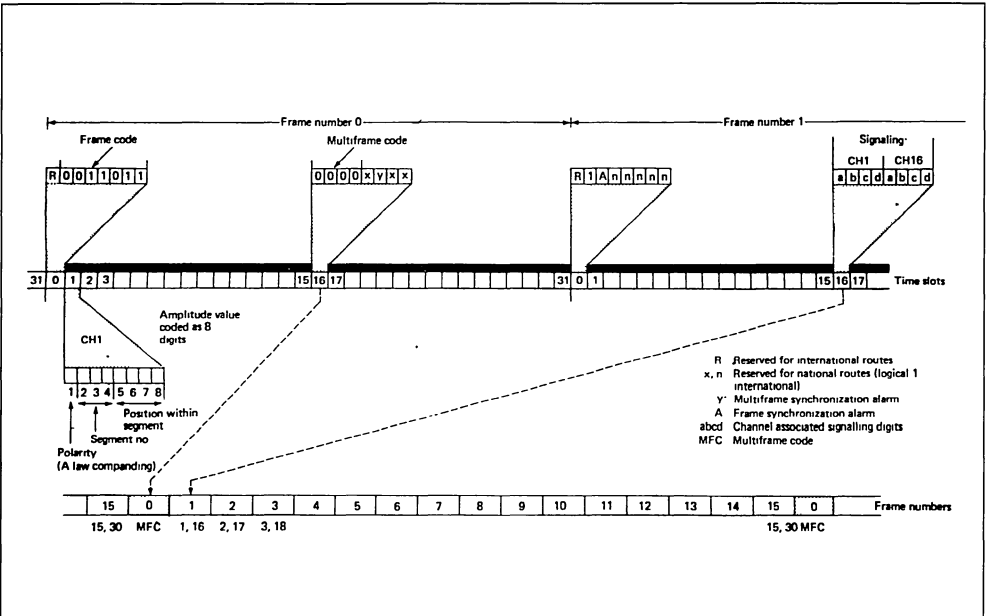 Frame number 0 Frame number 1
Frame code Multiframe code Signaling
CH1 CH16
R 0 0 1 1 0 1 1 0 0 0 0 x y x x R 1 A n n n n n a b c d a b c d
31 0 1 2 3 15 16 17 31 0 1 15 16 17 Time slots
Amplitude value
coded as 8
digits
CH1
1 2 3 4 5 6 7 8
Position within
segment
Segment no
Polarity
(A law companding)
R Reserved for international routes
x, n Reserved for national routes (logical 1
international)
y Multiframe synchronization alarm
A Frame synchronization alarm
abcd Channel associated signalling digits
MFC Multiframe code
15 0 1 2 3 4 5 6 7 8 9 10 11 12 13 14 15 0 Frame numbers
15, 30 MFC 1, 16 2, 17 3, 18 15, 30 MFC